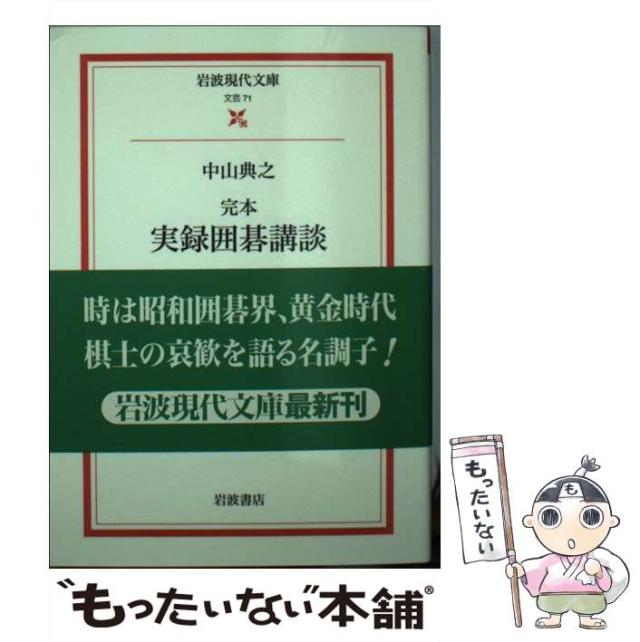 岩波現代文庫
文芸 71
中山典之
完本
実録囲碁講談
時は昭和囲碁界、黄金時代
棋士の哀歓を語る名調子!
岩波現代文庫最新刊
岩波書店
も
もったいない
"もったいない"本舗®